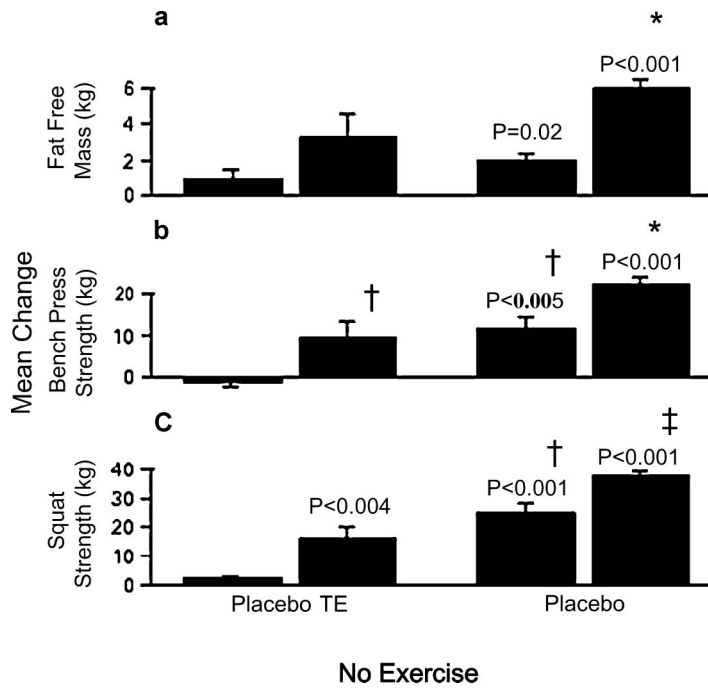 a
*
P<0.001
P=0.02
Fat Free
Mass (kg)
6
4
2
0
b
*
†
†
P<0.001
P<0.005
Mean Change
Bench Press
Strength (kg)
20
10
0
C
‡
†
P<0.001
P<0.001
P<0.004
Squat
Strength (kg)
40
30
20
10
0
Placebo TE
Placebo
No Exercise